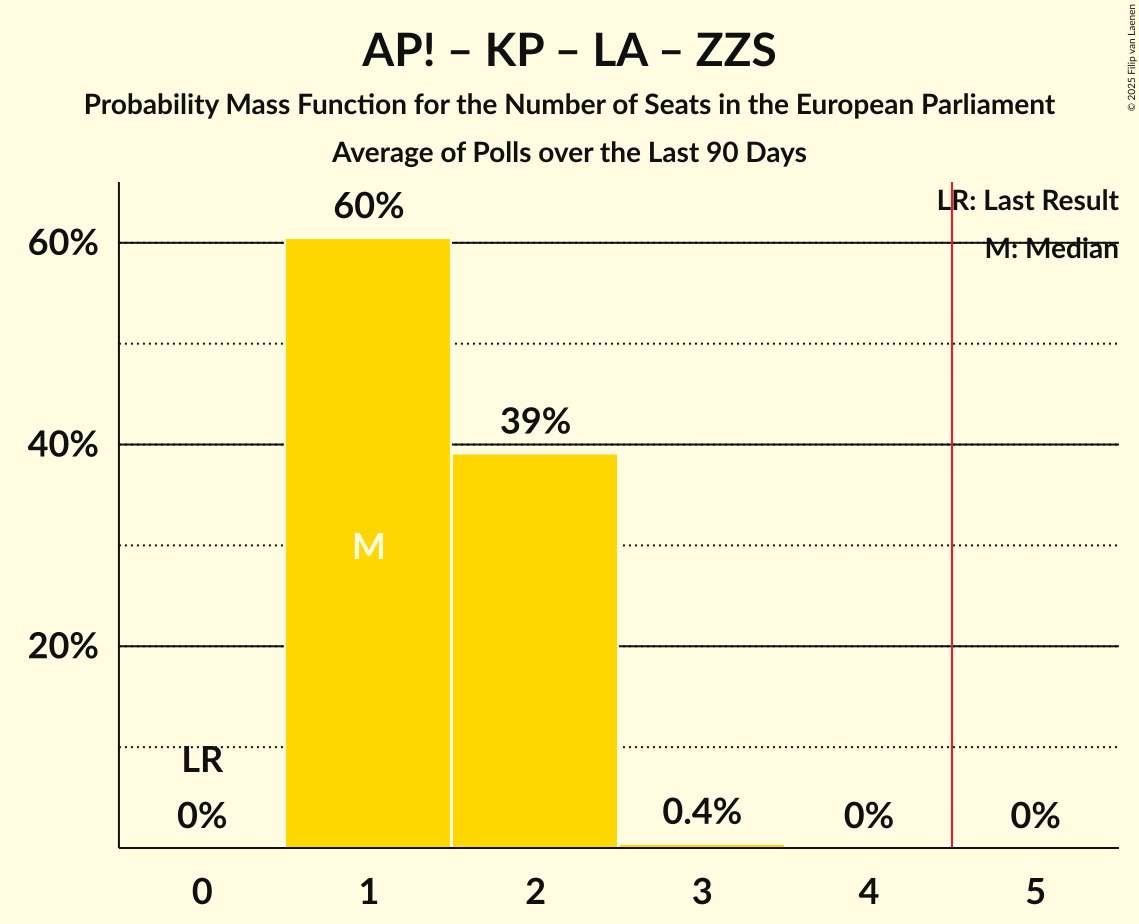 AP! – KP – LA – ZZS
Probability Mass Function for the Number of Seats in the European Parliament
Average of Polls over the Last 90 Days
© 2025 Filip van Laenen
LR: Last Result
M: Median
60%
40%
20%
60%
39%
M
LR
0%
0.4%
0%
0%
0 1 2 3 4 5